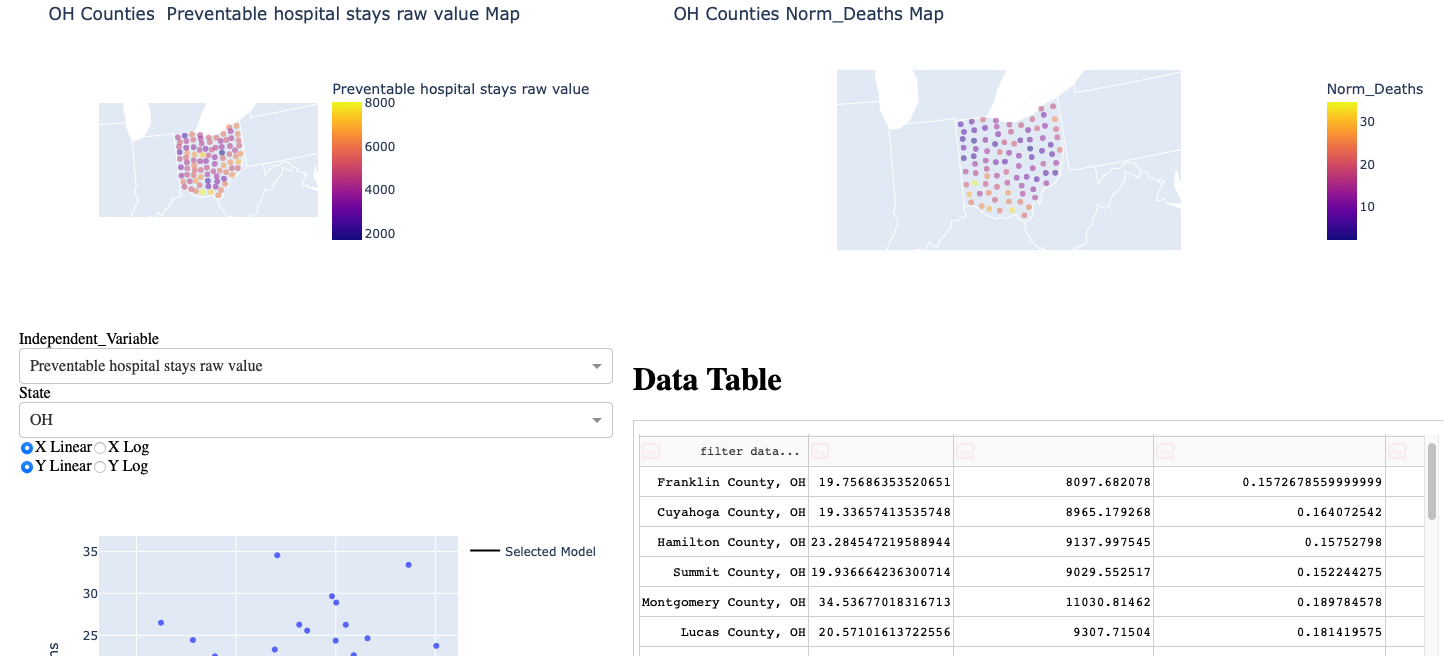 OH Counties  Preventable hospital stays raw value Map
Preventable hospital stays raw value
8000
6000
4000
2000
OH Counties Norm_Deaths Map
Norm_Deaths
30
20
10
Independent_Variable
Preventable hospital stays raw value
State
OH
X Linear X Log
Y Linear Y Log
35
30
25
Selected Model
Data Table
filter data...
Franklin County, OH 19.75686353520651 8097.682078 0.1572678559999999
Cuyahoga County, OH 19.33657413535748 8965.179268 0.164072542
Hamilton County, OH 23.284547219588944 9137.997545 0.15752798
Summit County, OH 19.936664236300714 9029.552517 0.152244275
Montgomery County, OH 34.53677018316713 11030.81462 0.189784578
Lucas County, OH 20.57101613722556 9307.71504 0.181419575